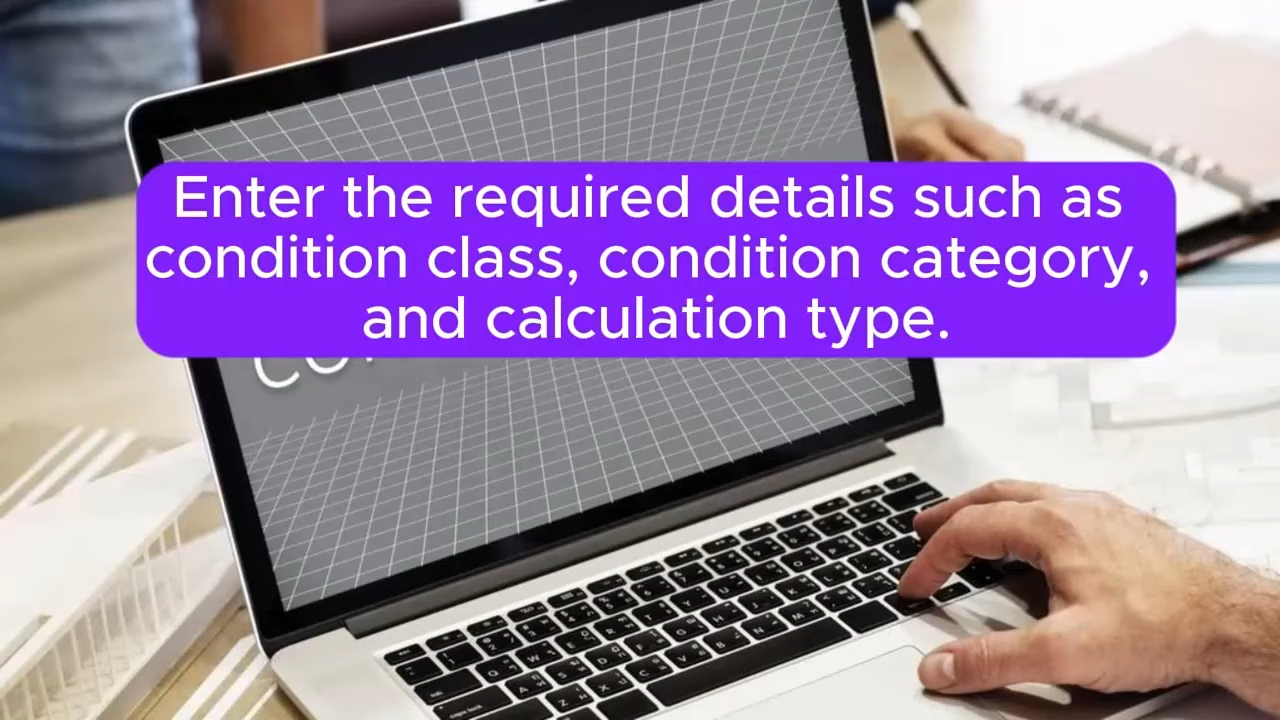 Enter the required details such as
condition class, condition category,
and calculation type.